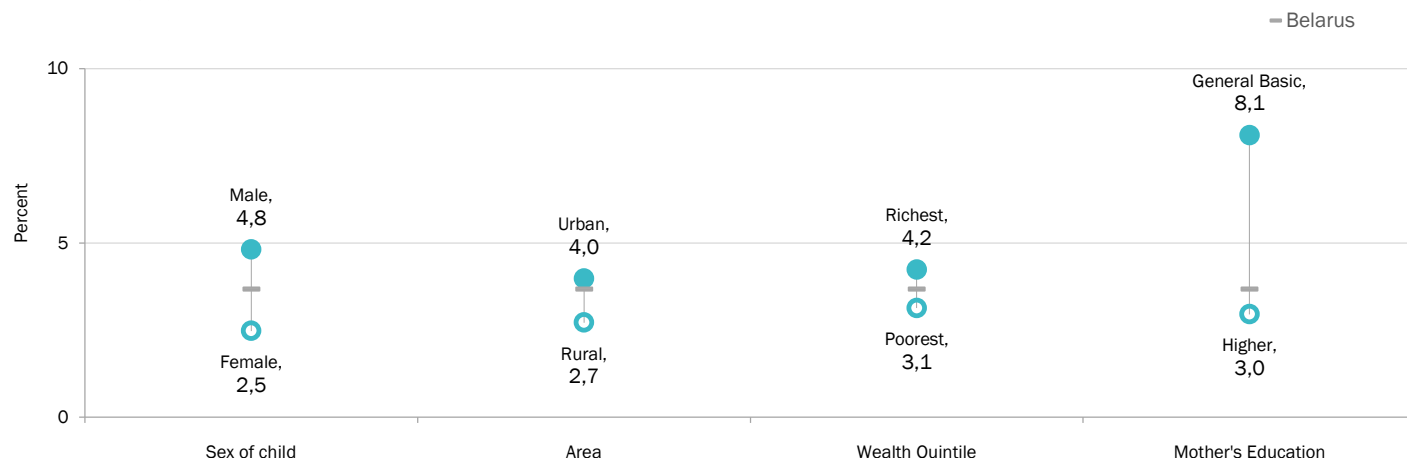 Belarus
10
General Basic,
8,1
Percent
Male,
4,8
Urban,
4,0
Richest,
4,2
5
Female,
2,5
Rural,
2,7
Poorest,
3,1
Higher,
3,0
0
Sex of child
Area
Wealth Quintile
Mother's Education